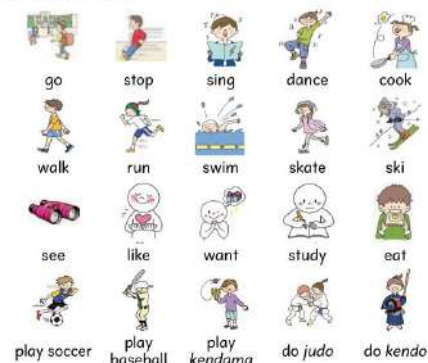 go stop sing dance cook
walk run swim skate ski
see like want study eat
play soccer play baseball play kendama do judo do kendo